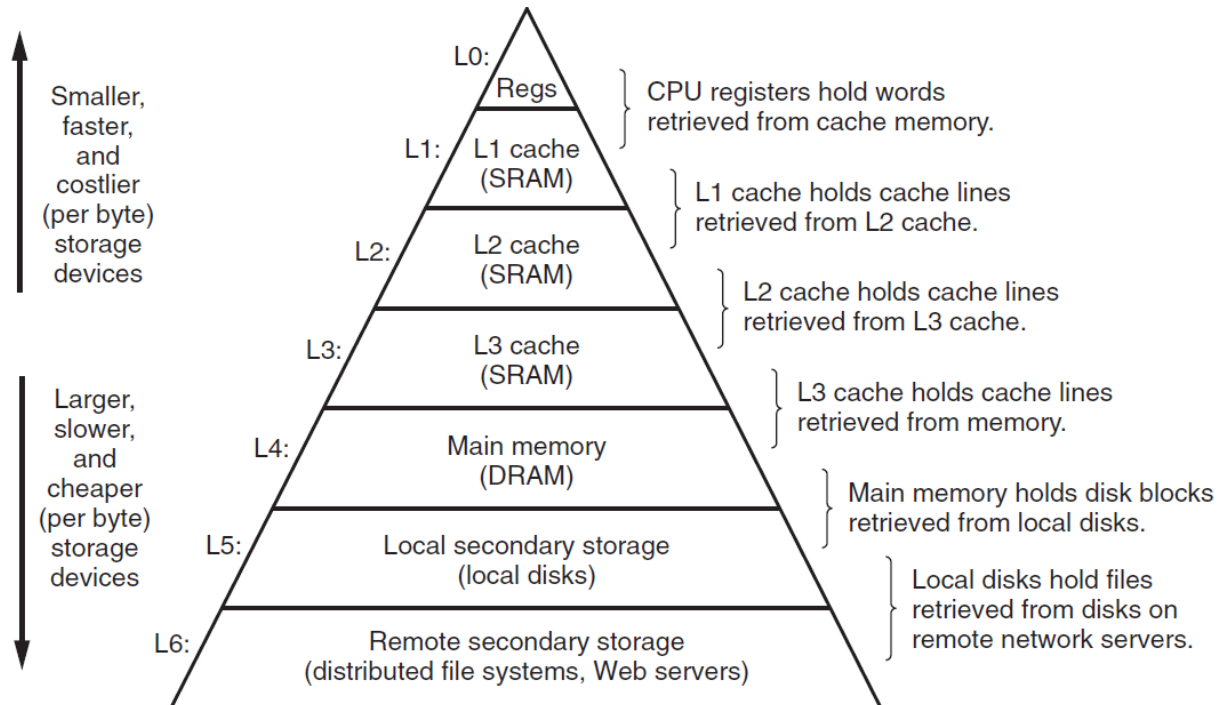 L0:
Regs
CPU registers hold words
retrieved from cache memory.
Smaller,
faster,
and
costlier
(per byte)
storage
devices
L1:
L1 cache
(SRAM)
L1 cache holds cache lines
retrieved from L2 cache.
L2:
L2 cache
(SRAM)
L2 cache holds cache lines
retrieved from L3 cache.
L3:
L3 cache
(SRAM)
L3 cache holds cache lines
retrieved from memory.
Larger,
slower,
and
cheaper
(per byte)
storage
devices
L4:
Main memory
(DRAM)
Main memory holds disk blocks
retrieved from local disks.
L5:
Local secondary storage
(local disks)
Local disks hold files
retrieved from disks on
remote network servers.
L6:
Remote secondary storage
(distributed file systems, Web servers)